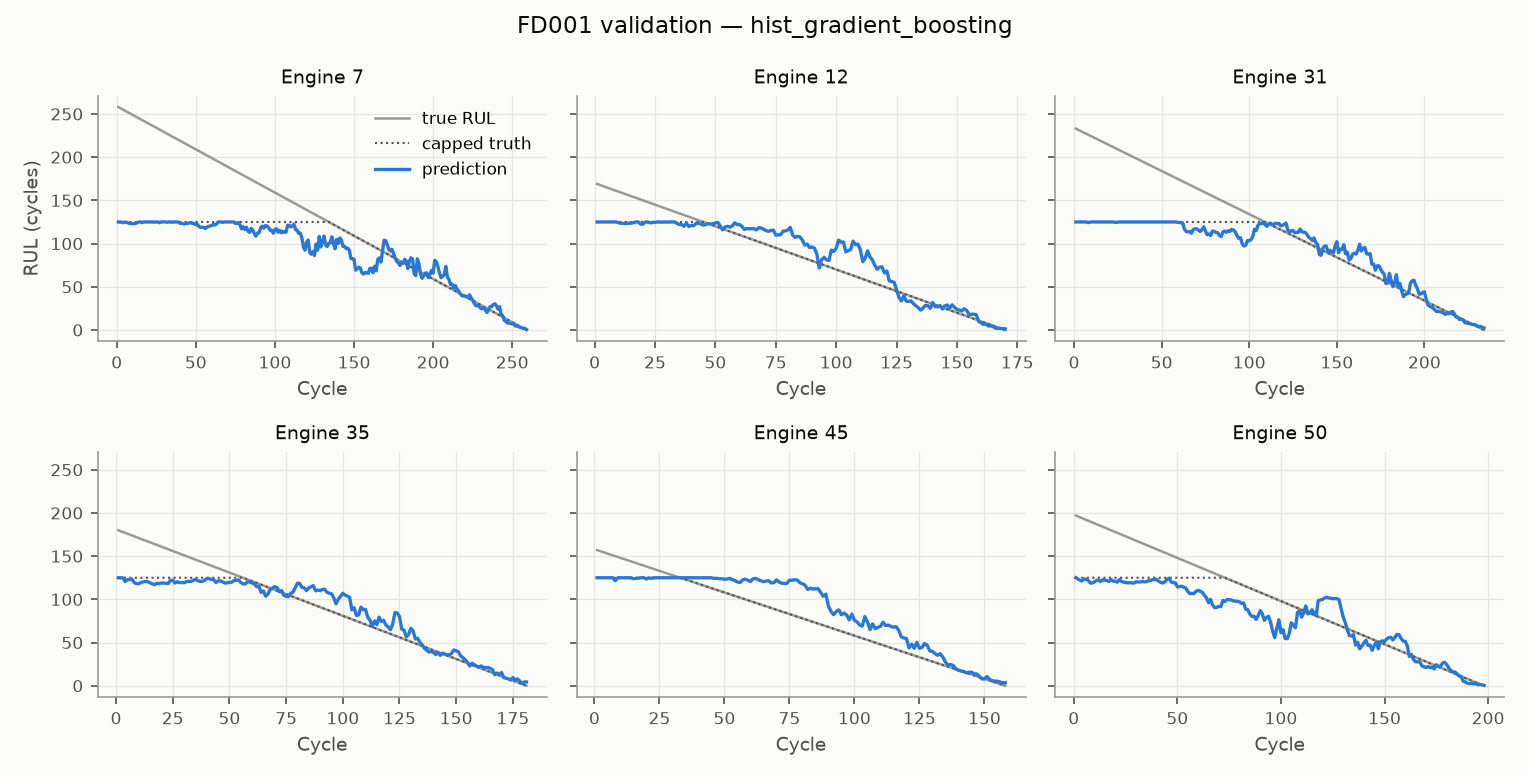 FD001 validation — hist_gradient_boosting
Engine 7
Engine 12
Engine 31
RUL (cycles)
250
200
150
100
50
0
true RUL
capped truth
prediction
0 50 100 150 200 250
0 25 50 75 100 125 150 175
0 50 100 150 200
Cycle
Cycle
Cycle
Engine 35
Engine 45
Engine 50
250
200
150
100
50
0
0 25 50 75 100 125 150 175
0 25 50 75 100 125 150
0 50 100 150 200
Cycle
Cycle
Cycle